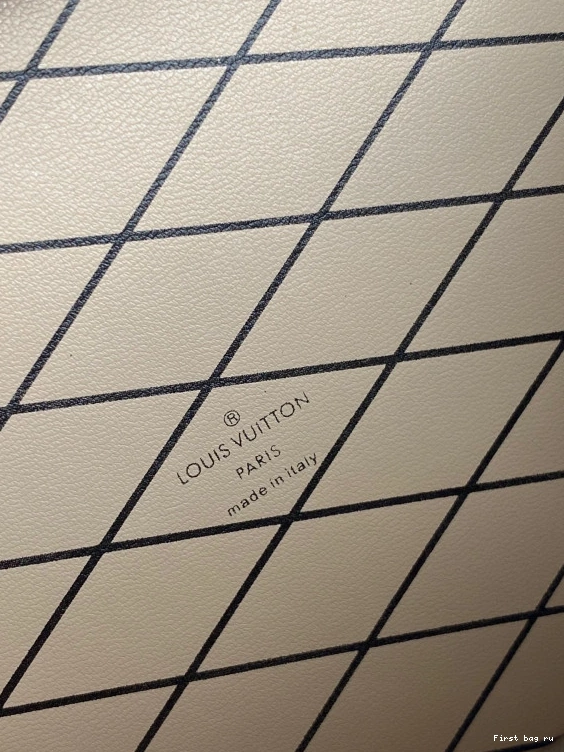 ®
LOUIS VUITTON
PARIS
made in italy
First bag ru